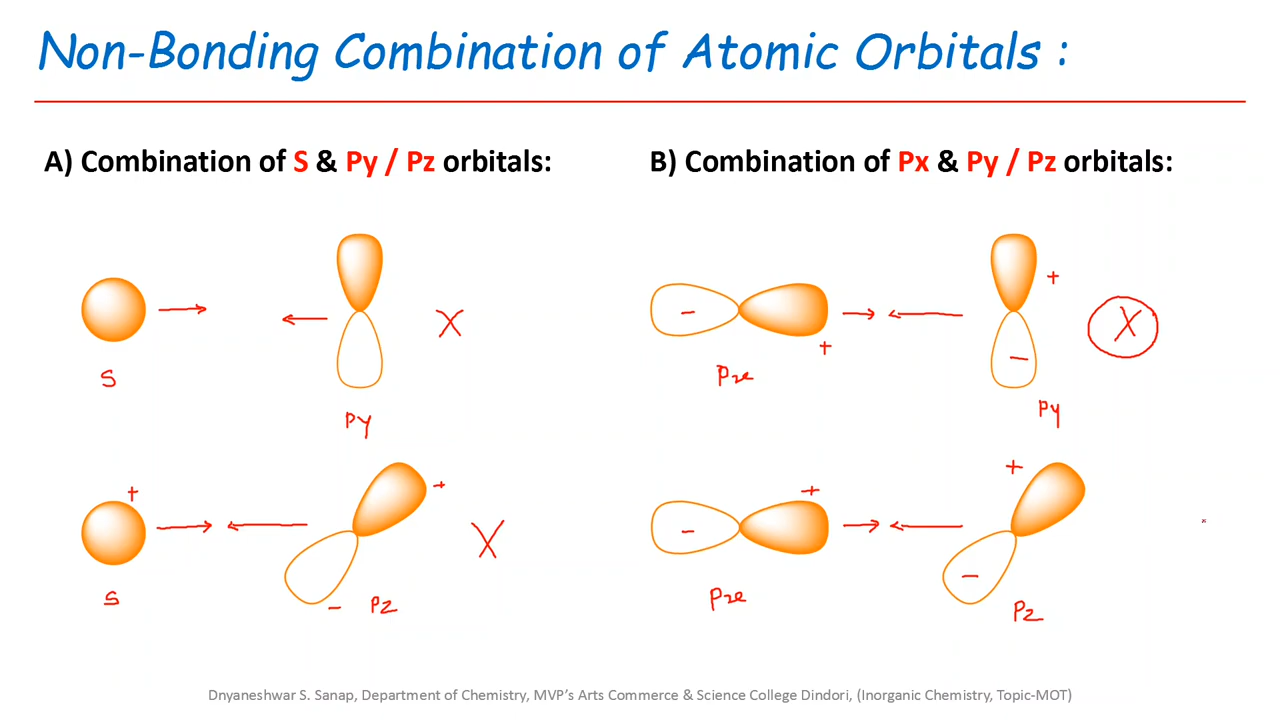 Non-Bonding Combination of Atomic Orbitals :
A) Combination of S & Py / Pz orbitals:
B) Combination of Px & Py / Pz orbitals:
X
S
Py
+
+
X
S
- Pz
-
+
+
-
X
Px
Py
-
+
+
-
Px
Pz
Dnyaneshwar S. Sanap, Department of Chemistry, MVP's Arts Commerce & Science College Dindori, (Inorganic Chemistry, Topic-MOT)